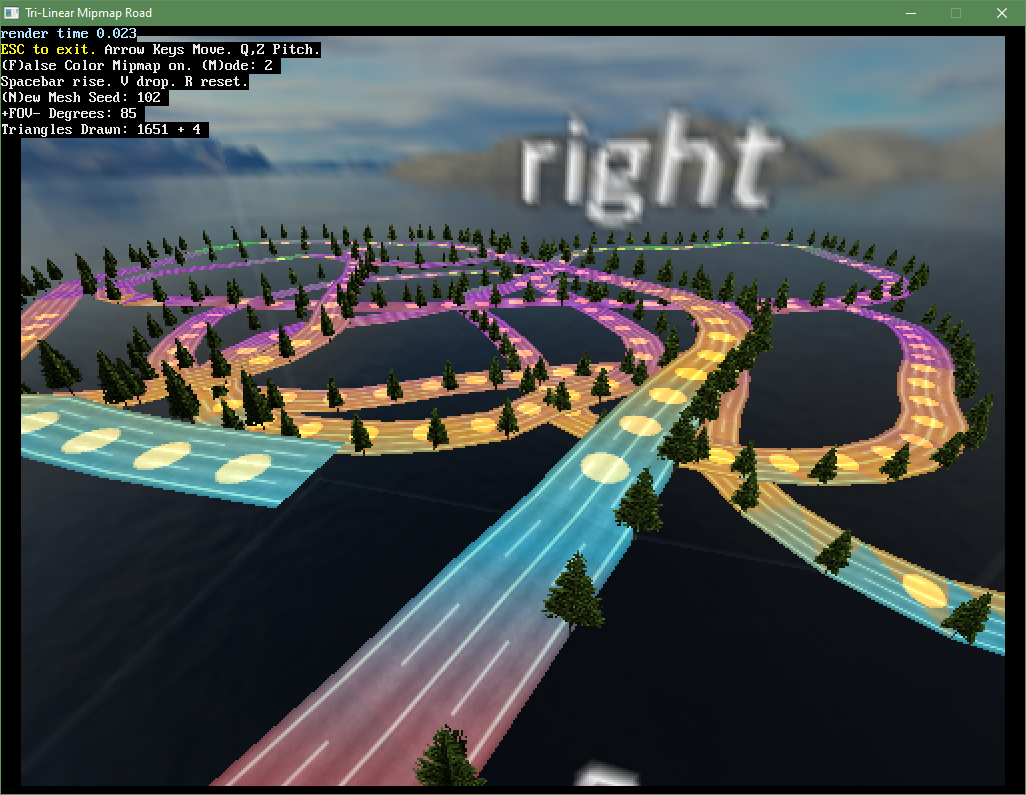 Tri-Linear Mipmap Road
render time 0.023
ESC to exit. Arrow Keys Move. Q,Z Pitch.
(F)alse Color Mipmap on. (M)ode: 2
Spacebar rise. V drop. R reset.
(N)ew Mesh Seed: 102
+FOV- Degrees: 85
Triangles Drawn: 1651 + 4
right